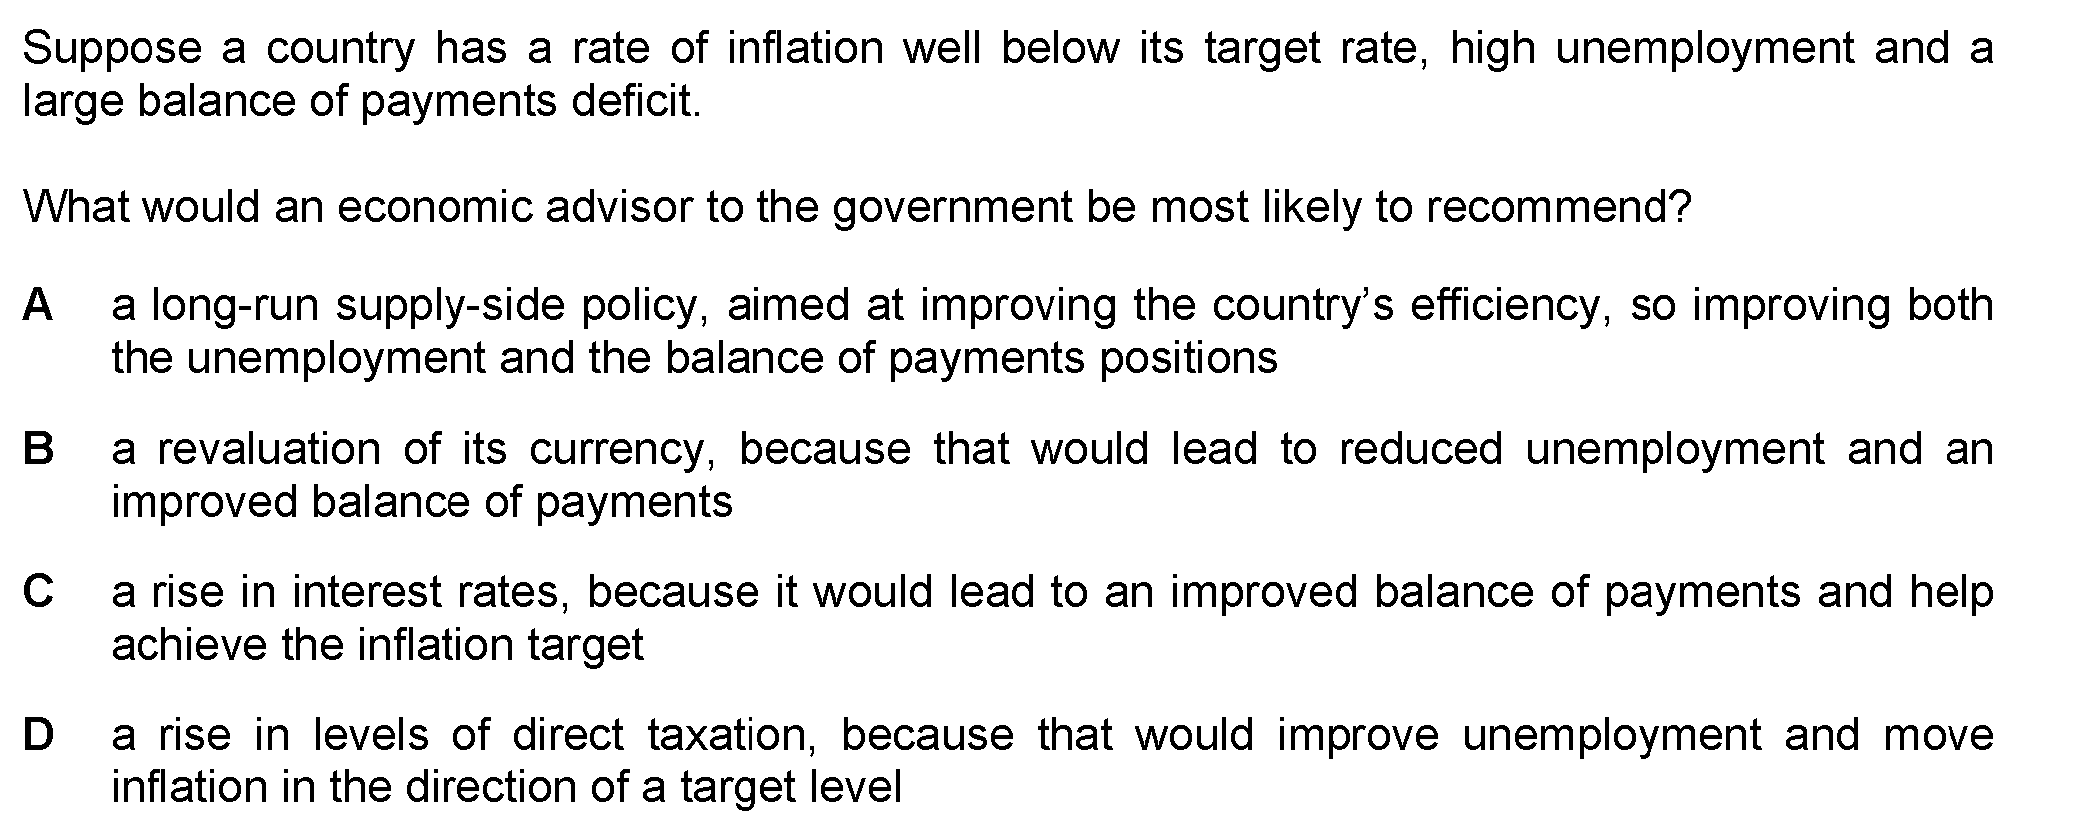 Suppose a country has a rate of inflation well below its target rate, high unemployment and a
large balance of payments deficit.
What would an economic advisor to the government be most likely to recommend?
A a long-run supply-side policy, aimed at improving the country’s efficiency, so improving both
the unemployment and the balance of payments positions
B a revaluation of its currency, because that would lead to reduced unemployment and an
improved balance of payments
C a rise in interest rates, because it would lead to an improved balance of payments and help
achieve the inflation target
D a rise in levels of direct taxation, because that would improve unemployment and move
inflation in the direction of a target level